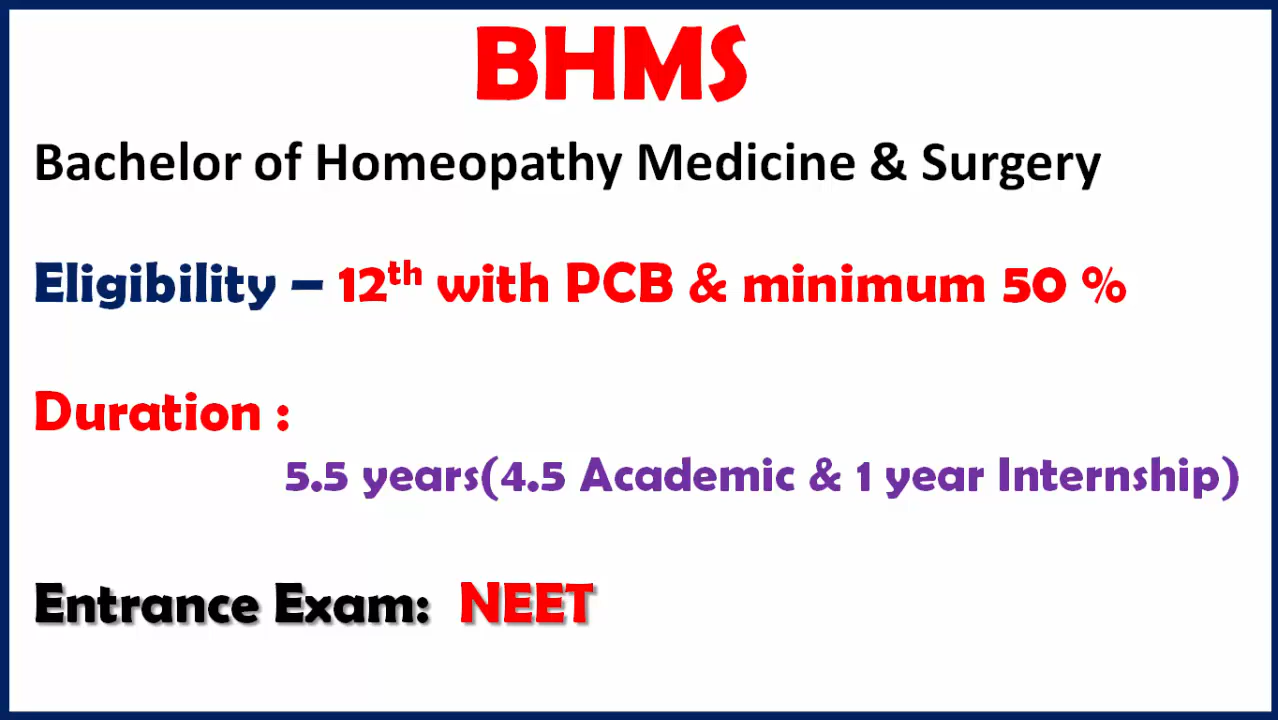 BHMS
Bachelor of Homeopathy Medicine & Surgery
Eligibility – 12th with PCB & minimum 50 %
Duration :
5.5 years(4.5 Academic & 1 year Internship)
Entrance Exam: NEET